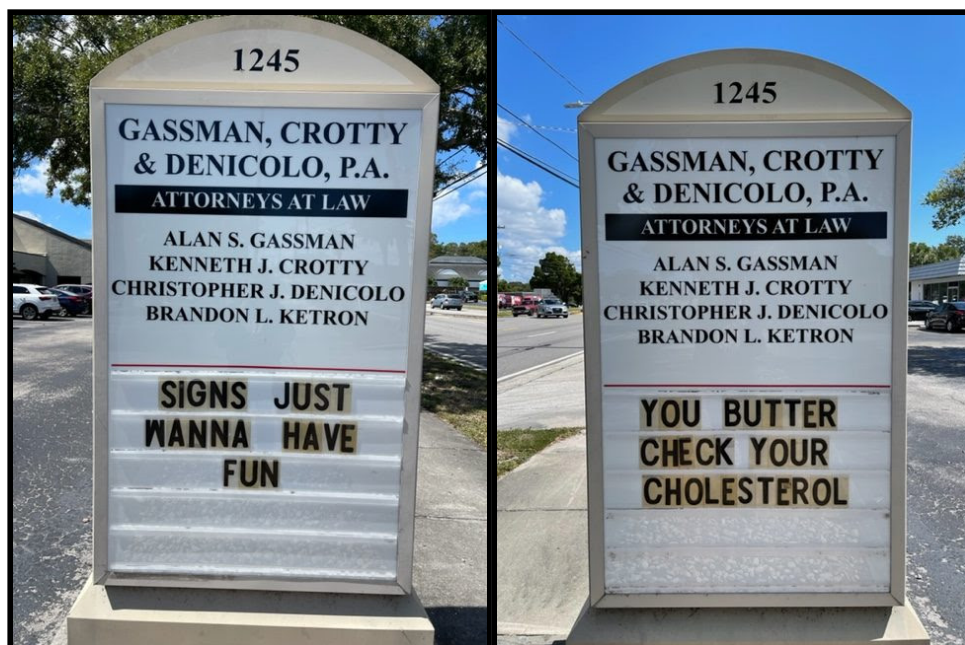 1245
GASSMAN, CROTTY
& DENICOLO, P.A.
ATTORNEYS AT LAW
ALAN S. GASSMAN
KENNETH J. CROTTY
CHRISTOPHER J. DENICOLO
BRANDON L. KETRON
SIGNS JUST
WANNA HAVE
FUN
1245
GASSMAN, CROTTY
& DENICOLO, P.A.
ATTORNEYS AT LAW
ALAN S. GASSMAN
KENNETH J. CROTTY
CHRISTOPHER J. DENICOLO
BRANDON L. KETRON
YOU BUTTER
CHECK YOUR
CHOLESTEROL